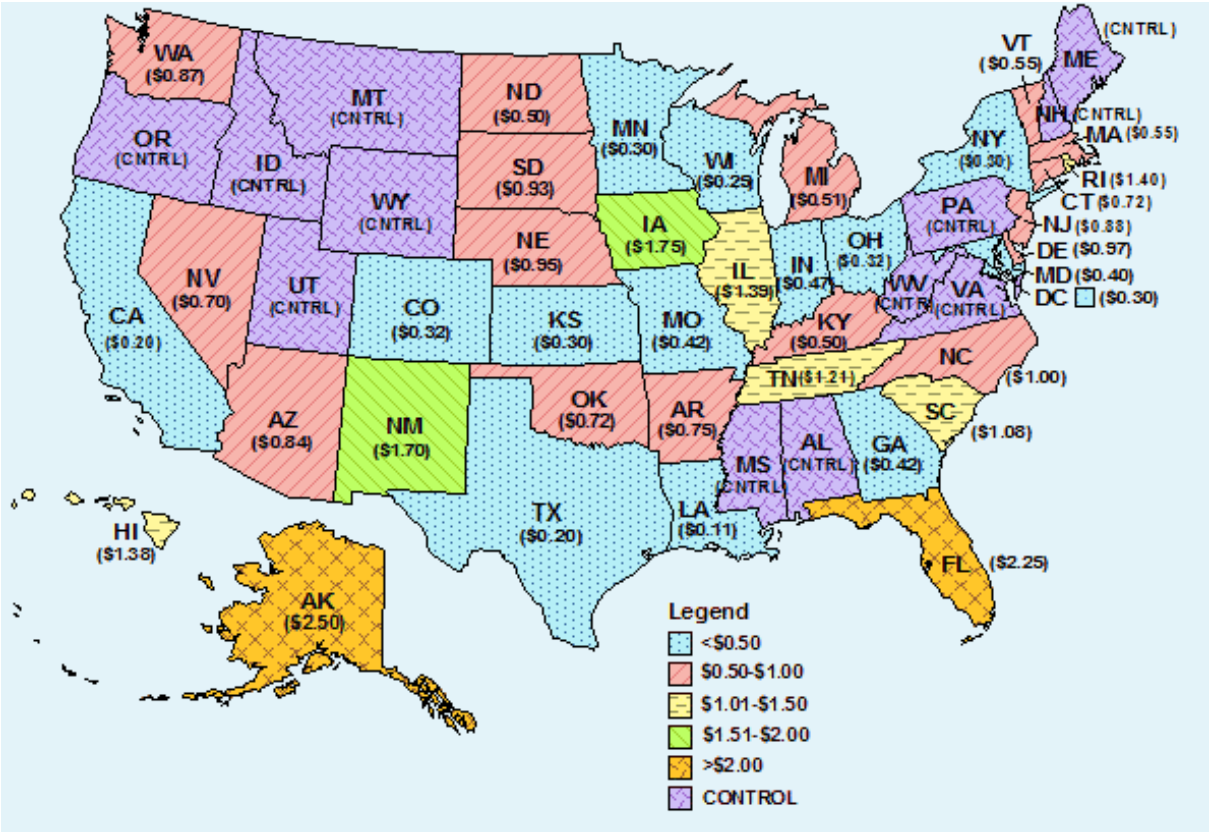 WA
($0.87)
OR
(CNTRL)
CA
($0.20)
NV
($0.70)
ID
(CNTRL)
MT
(CNTRL)
WY
(CNTRL)
UT
(CNTRL)
AZ
($0.84)
CO
($0.32)
NM
($1.70)
ND
($0.50)
SD
($0.93)
NE
($0.95)
KS
($0.30)
OK
($0.72)
TX
($0.20)
MN
($0.30)
IA
($1.75)
MO
($0.42)
AR
($0.75)
LA
($0.11)
WI
($0.25)
IL
($1.39)
MI
($0.51)
IN
($0.47)
OH
($0.32)
KY
($0.50)
TN($1.21)
MS
(CNTRL)
AL
(CNTRL)
GA
($0.42)
FL
($2.25)
SC
($1.08)
NC
($1.00)
VA
(CNTRL)
WV
(CNTR
PA
(CNTRL)
NY
($0.30)
VT
($0.55)
ME
(CNTRL)
NH (CNTRL)
MA ($0.55)
RI ($1.40)
CT ($0.72)
NJ ($0.88)
DE ($0.97)
MD ($0.40)
DC ($0.30)
HI
($1.38)
AK
($2.50)
Legend
<$0.50
$0.50-$1.00
$1.01-$1.50
$1.51-$2.00
>$2.00
CONTROL